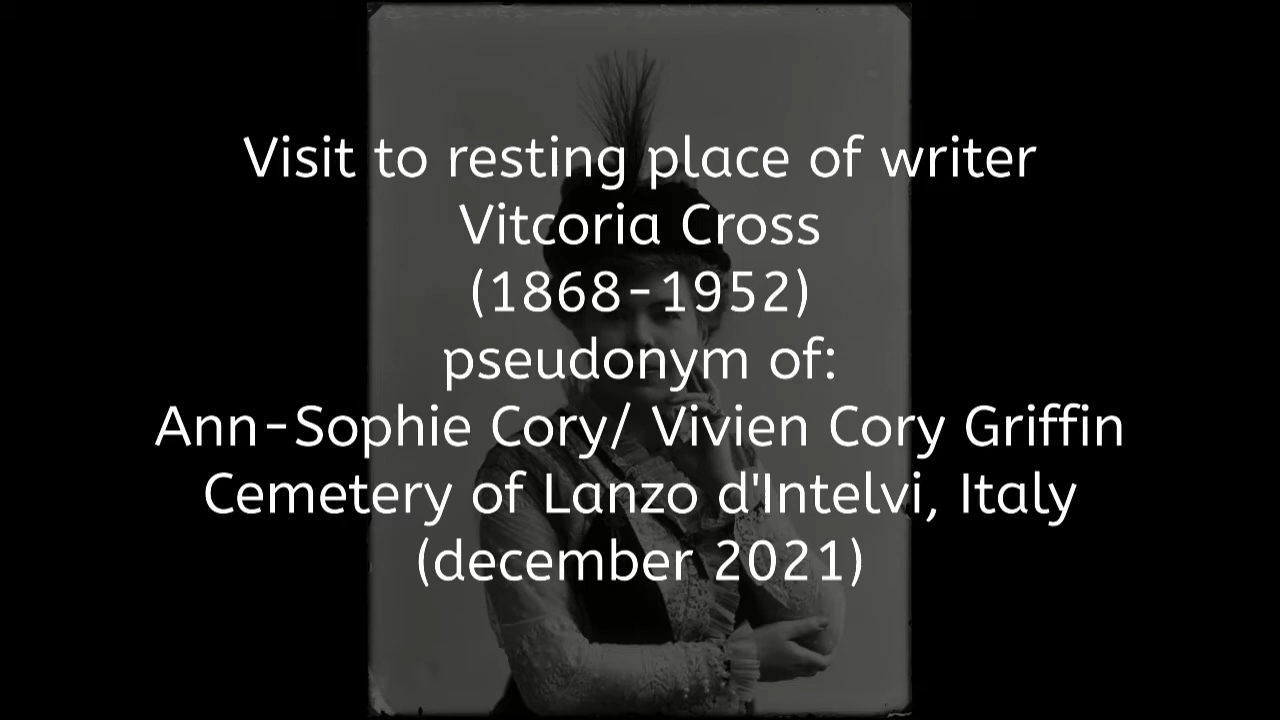 Visit to resting place of writer
Vitcoria Cross
(1868-1952)
pseudonym of:
Ann-Sophie Cory/ Vivien Cory Griffin
Cemetery of Lanzo d'Intelvi, Italy
(december 2021)